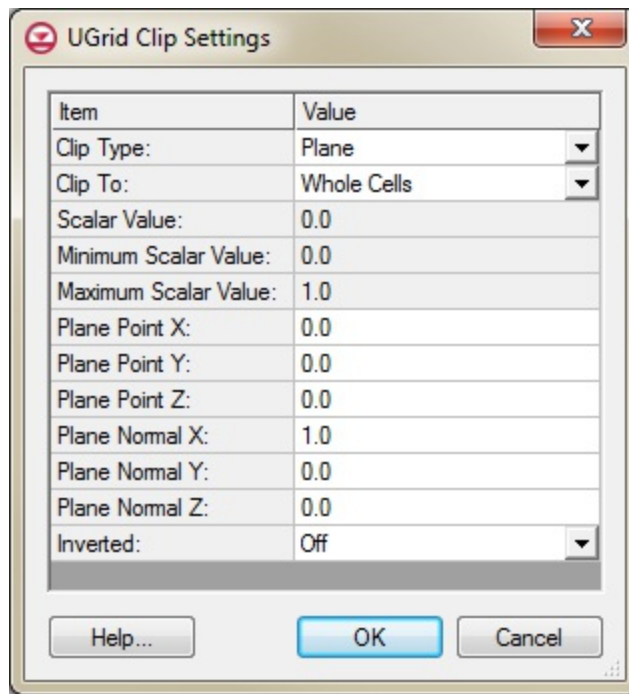 UGrid Clip Settings
Item Value
Clip Type: Plane
Clip To: Whole Cells
Scalar Value: 0.0
Minimum Scalar Value: 0.0
Maximum Scalar Value: 1.0
Plane Point X: 0.0
Plane Point Y: 0.0
Plane Point Z: 0.0
Plane Normal X: 1.0
Plane Normal Y: 0.0
Plane Normal Z: 0.0
Inverted: Off
Help... OK Cancel